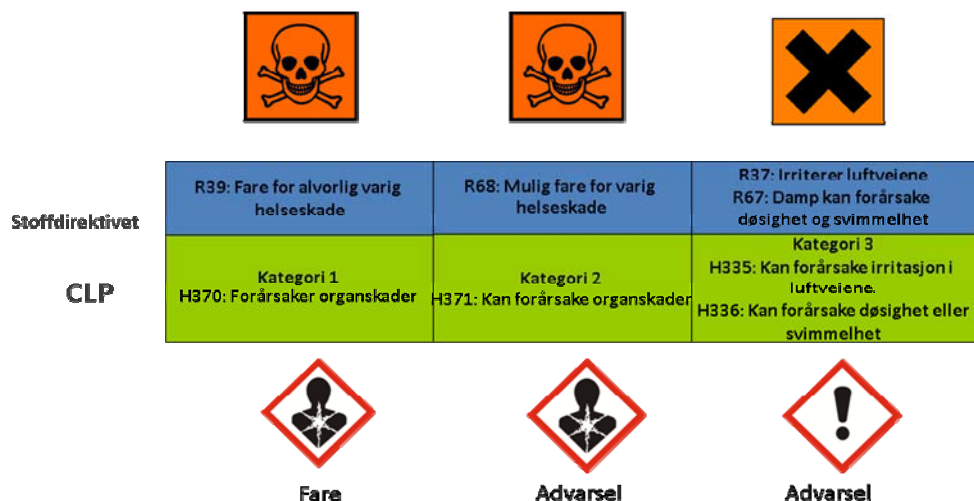 R39: Fare for alvorlig varig
helseskade
R68: Mulig fare for varig
helseskade
R37: Irriterer luftveiene
R67: Damp kan forårsake
døsighet og svimmelhet
Stoffdirektivet
CLP
Kategori 1
H370: Forårsaker organskader
Kategori 2
H371: Kan forårsake organskader
Kategori 3
H335: Kan forårsake irritasjon i
luftveiene.
H336: Kan forårsake døsighet eller
svimmelhet
Fare
Advarsel
Advarsel